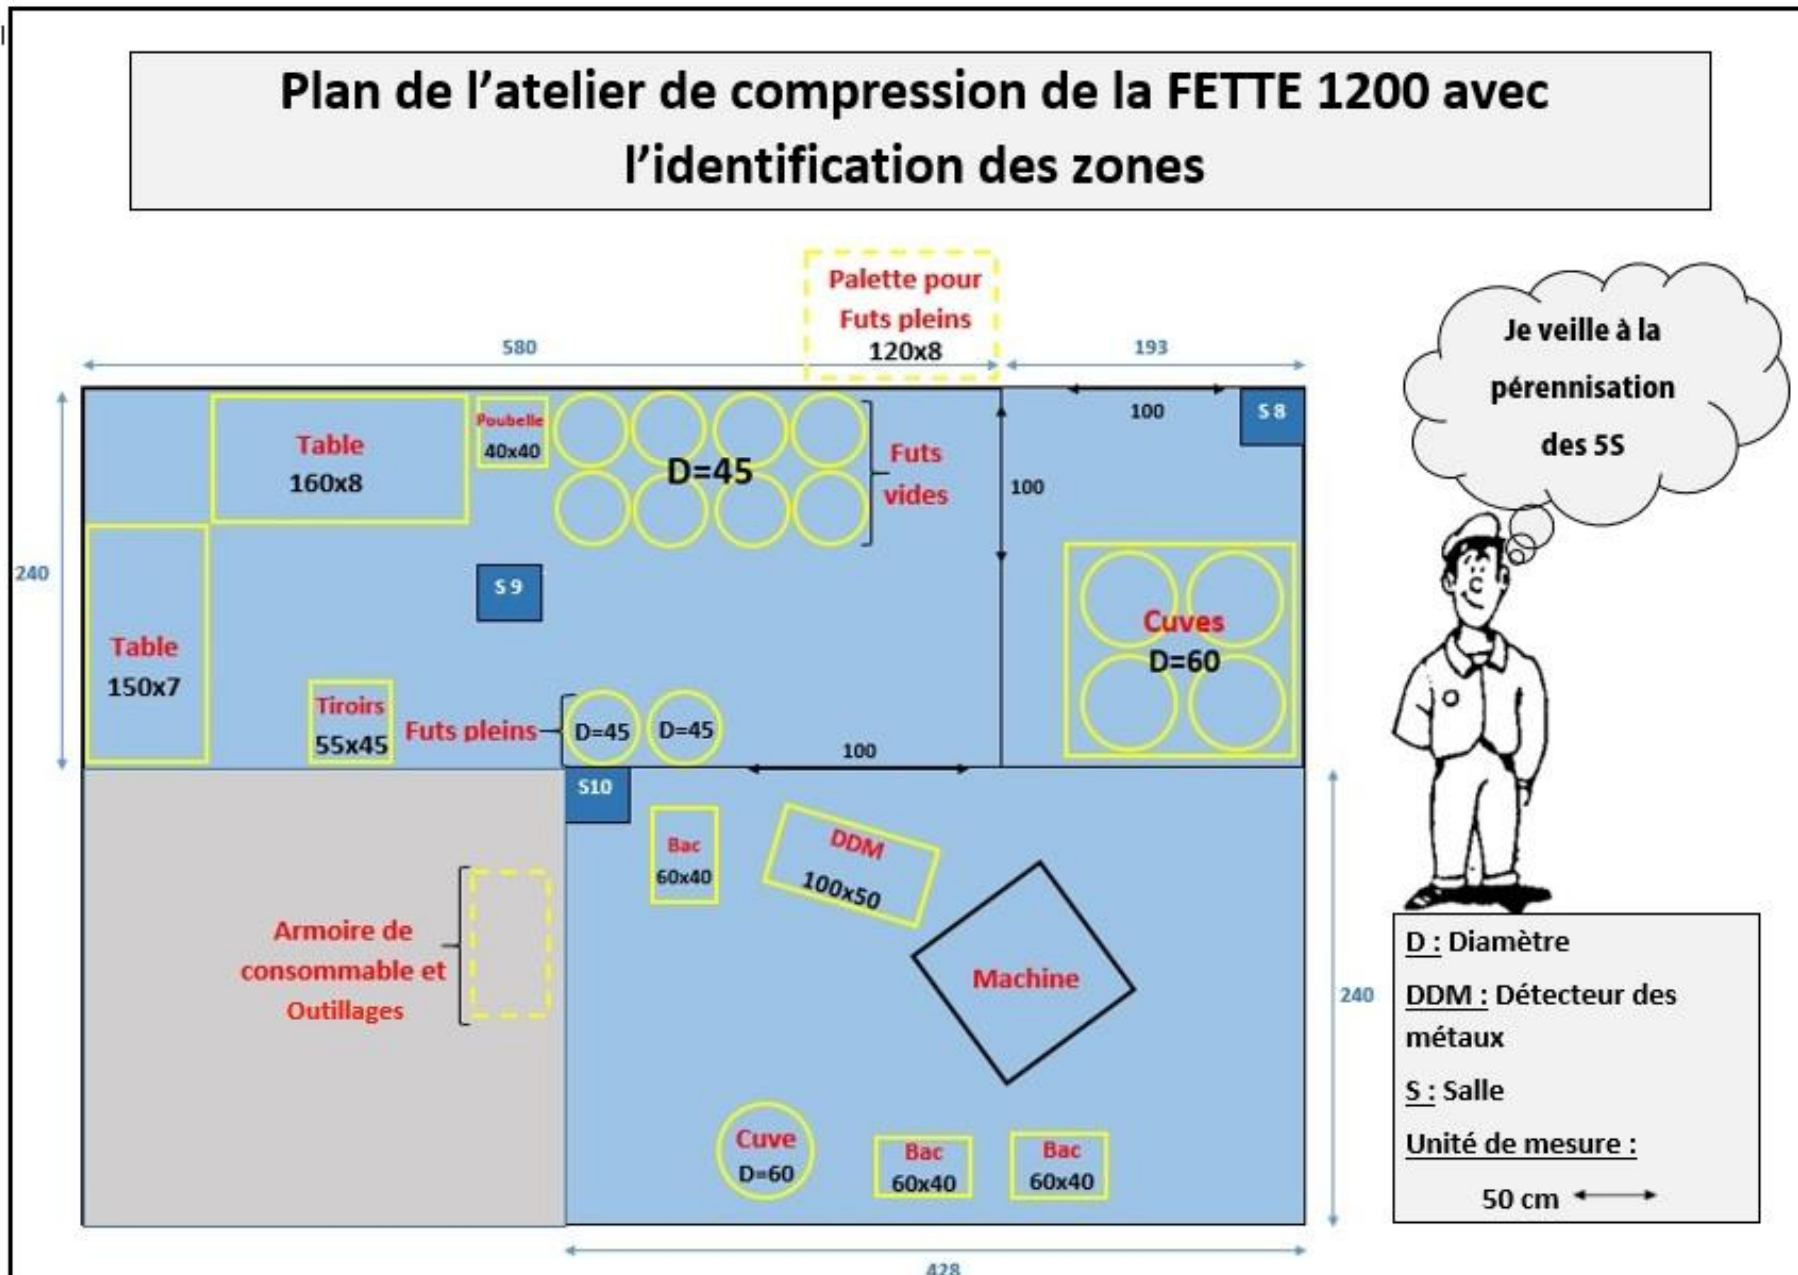 Plan de l'atelier de compression de la FETTE 1200 avec
l'identification des zones
Palette pour
Futs pleins
120x8
580
193
Je veille à la
pérennisation
des 5S
100
S 8
Table
160x8
Poubelle
40x40
D=45
Futs
vides
100
240
S 9
Cuves
D=60
Table
150x7
Tiroirs
55x45
Futs pleins
D=45
D=45
100
S10
Bac
60x40
DDM
100x50
Armoire de
consommable et
Outillages
Machine
240
Cuve
D=60
Bac
60x40
Bac
60x40
428
D : Diamètre
DDM : Détecteur des
métaux
S : Salle
Unité de mesure :
50 cm